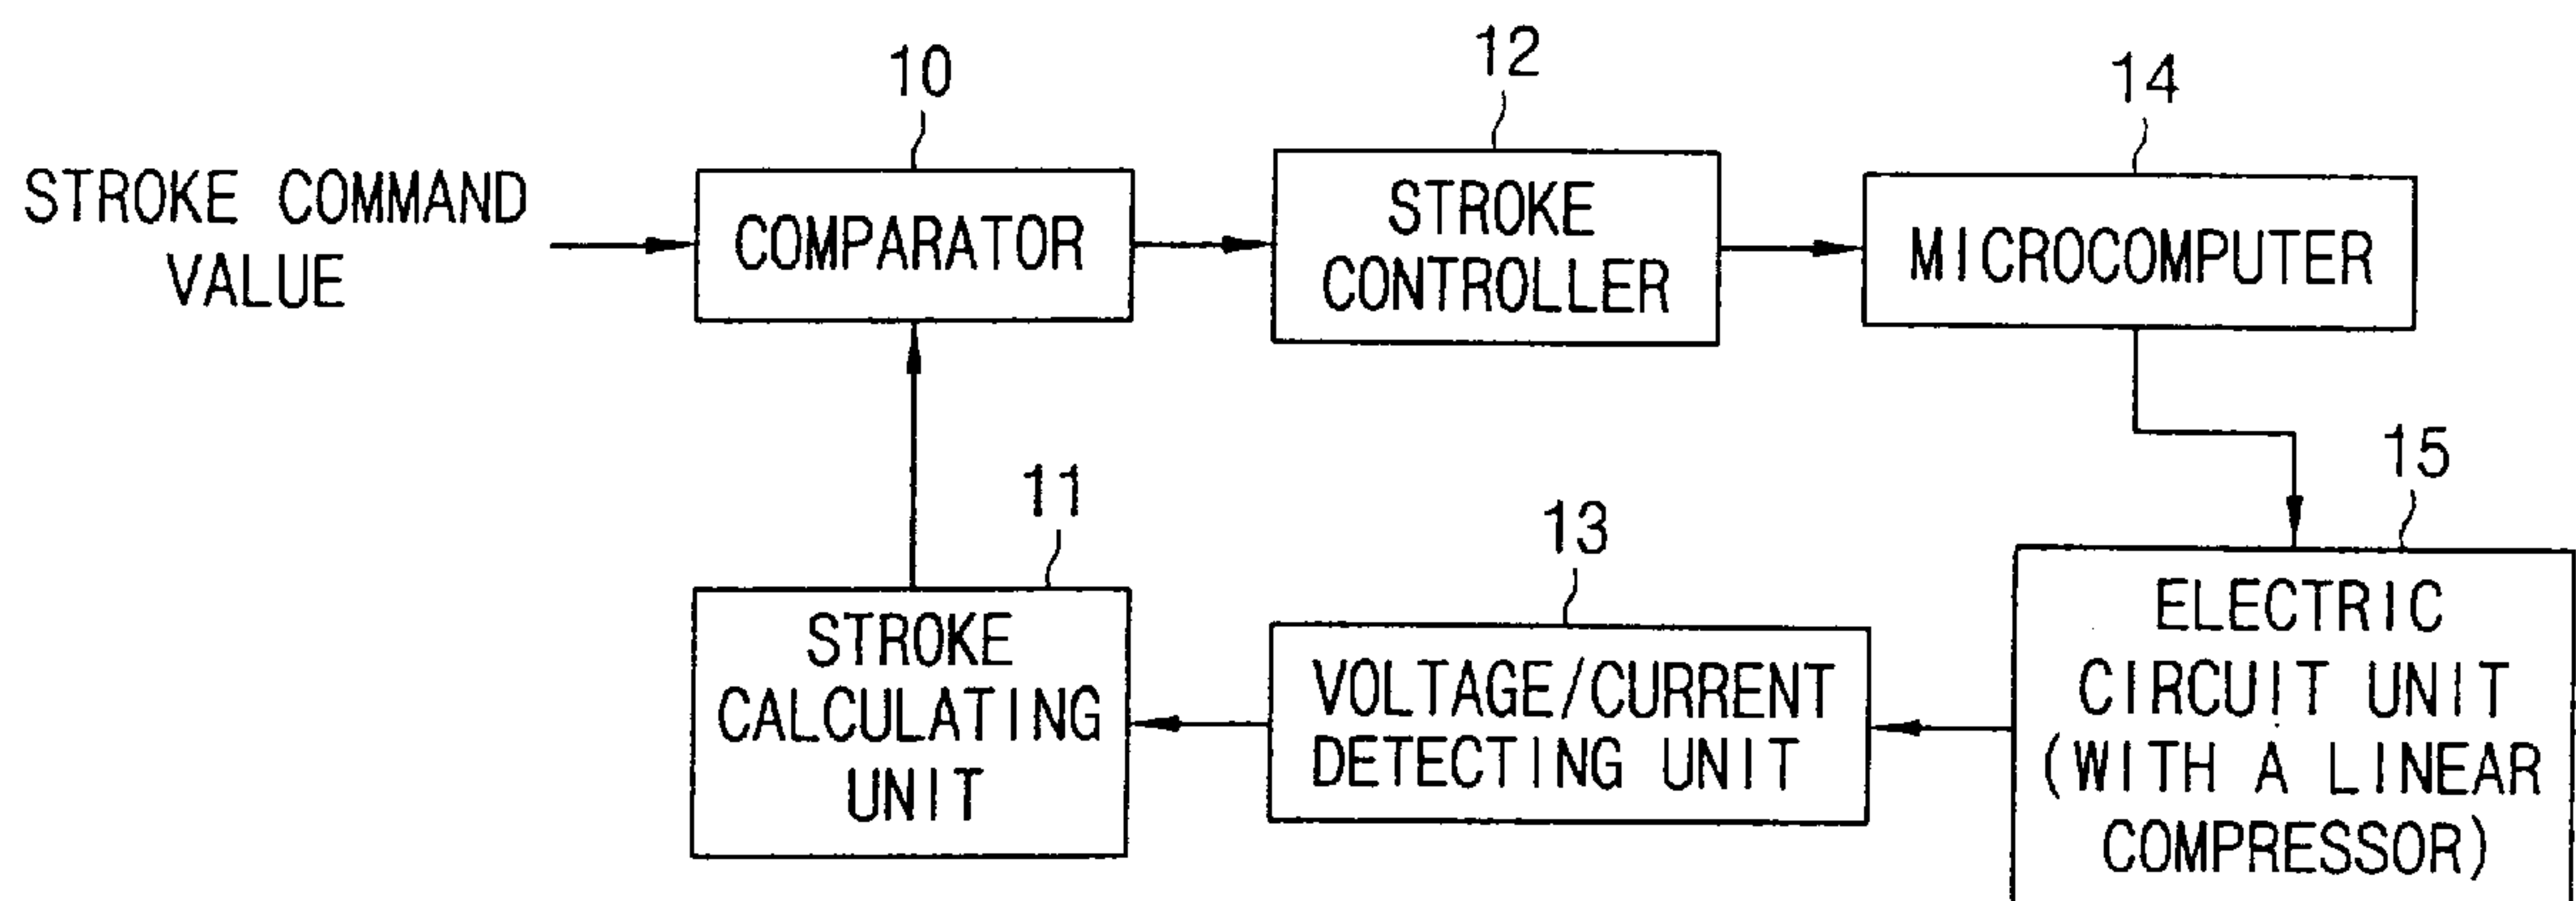 10
12
14
STROKE COMMAND
VALUE
COMPARATOR
STROKE
CONTROLLER
MICROCOMPUTER
11
13
15
STROKE
CALCULATING
UNIT
VOLTAGE/CURRENT
DETECTING UNIT
ELECTRIC
CIRCUIT UNIT
(WITH A LINEAR
COMPRESSOR)